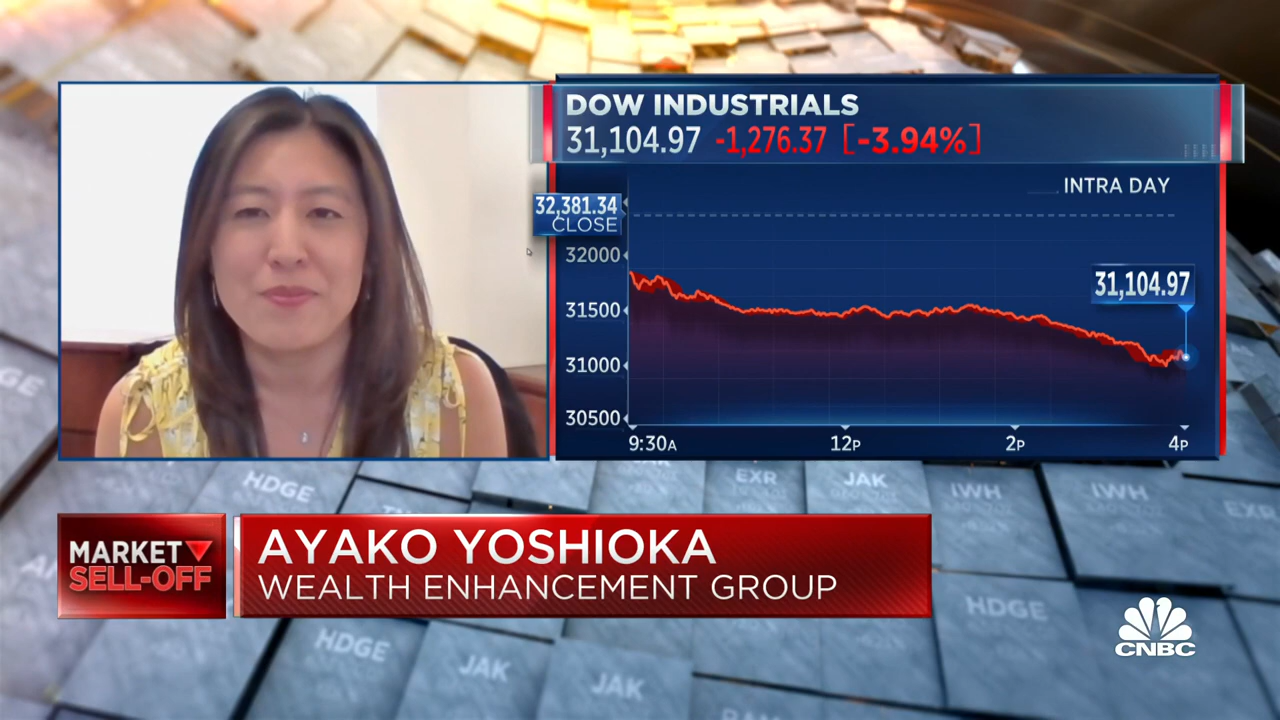 DOW INDUSTRIALS
31,104.97 -1,276.37 [-3.94%]
INTRA DAY
32,381.34
CLOSE
32000
31500
31000
30500
31,104.97
9:30A
12P
2P
4P
MARKET
SELL-OFF
AYAKO YOSHIOKA
WEALTH ENHANCEMENT GROUP
CNBC
HDGE
EXR
JAK
IWH
IWH
EXR
HDGE
HDGE
JAK
JAK